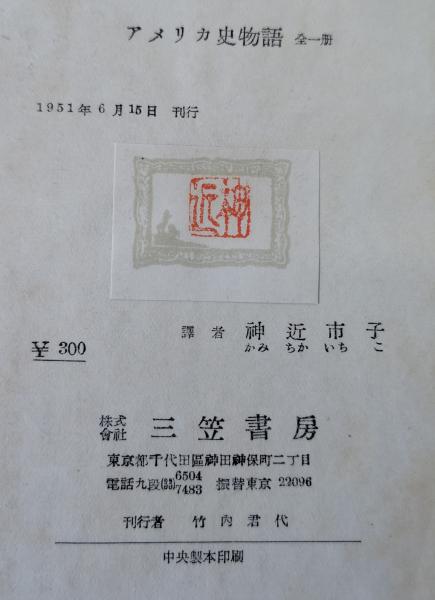 アメリカ史物語 全一册
1951年6月15日 刊行
神近
譯者 神近市子
かみ ちか いち こ
¥ 300
株式會社 三笠書房
東京都千代田區神田神保町二丁目
電話九段(33)6504 7483 振替東京 22096
刊行者 竹內君代
中央製本印刷